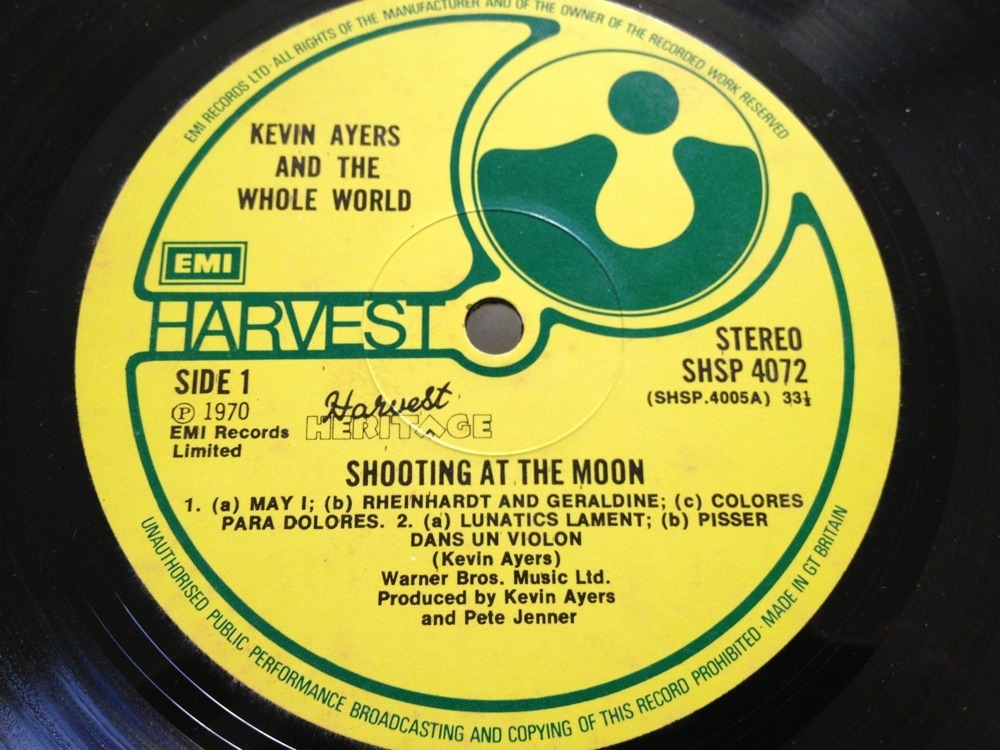 EMI RECORDS LTD · ALL RIGHTS OF THE MANUFACTURER AND OF THE OWNER OF THE RECORDED WORK RESERVED
KEVIN AYERS
AND THE
WHOLE WORLD
EMI
HARVEST
STEREO
SHSP 4072
(SHSP.4005A) 33⅓
SIDE 1
℗ 1970
EMI Records
Limited
Harvest
HERITAGE
SHOOTING AT THE MOON
1. (a) MAY I; (b) RHEINHARDT AND GERALDINE; (c) COLORES
PARA DOLORES. 2. (a) LUNATICS LAMENT; (b) PISSER
DANS UN VIOLON
(Kevin Ayers)
Warner Bros. Music Ltd.
Produced by Kevin Ayers
and Pete Jenner
UNAUTHORISED PUBLIC PERFORMANCE BROADCASTING AND COPYING OF THIS RECORD PROHIBITED · MADE IN GT BRITAIN